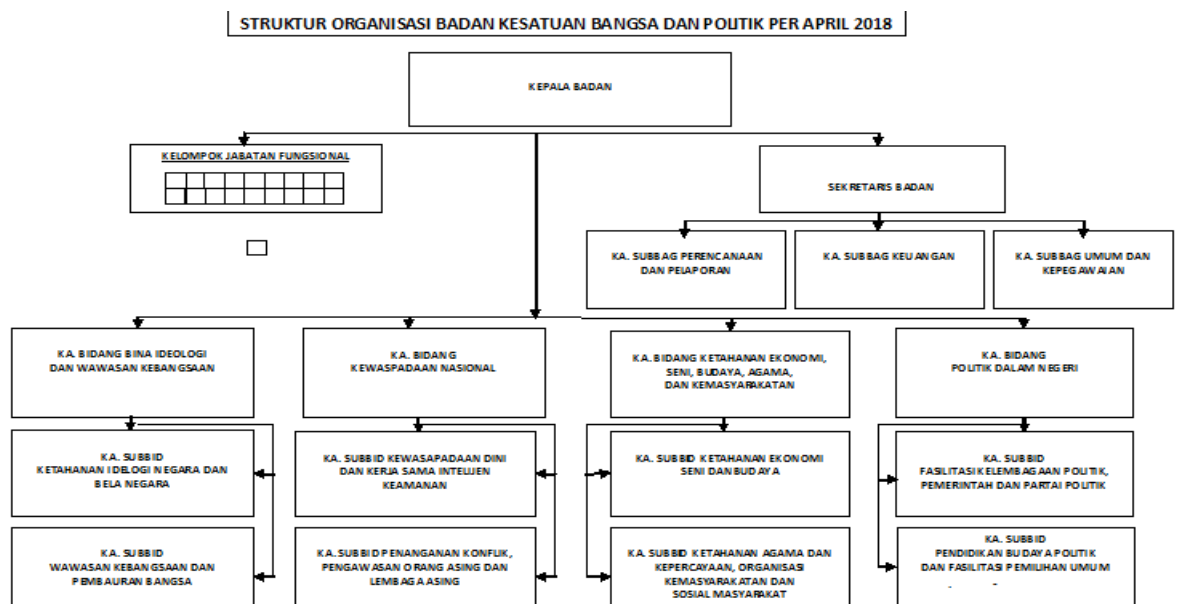 STRUKTUR ORGANISASI BADAN KESATUAN BANGSA DAN POLITIK PER APRIL 2018
KEPALA BADAN
KELOMPOK JABATAN FUNGSIONAL
SEKRETARIS BADAN
KA. SUBBAG PERENCANAAN
DAN PELAPORAN
KA. SUBBAG KEUANGAN
KA. SUBBAG UMUM DAN
KEPEGAWAIAN
KA. BIDANG BINA IDEOLOGI
DAN WAWASAN KEBANGSAAN
KA. BIDANG
KEWASPADAAN NASIONAL
KA. BIDANG KETAHANAN EKONOMI,
SENI, BUDAYA, AGAMA,
DAN KEMASYARAKATAN
KA. BIDANG
POLITIK DALAM NEGERI
KA. SUBBID
KETAHANAN IDELOGI NEGARA DAN
BELA NEGARA
KA. SUBBID KEWASAPADAAN DINI
DAN KERJA SAMA INTELIJEN
KEAMANAN
KA. SUBBID KETAHANAN EKONOMI
SENI DAN BUDAYA
KA. SUBBID
FASILITASI KELEMBAGAAN POLITIK,
PEMERINTAH DAN PARTAI POLITIK
KA. SUBBID
WAWASAN KEBANGSAAN DAN
PEMBAURAN BANGSA
KA. SUBBID PENANGANAN KONFLIK,
PENGAWASAN ORANG ASING DAN
LEMBAGA ASING
KA. SUBBID KETAHANAN AGAMA DAN
KEPERCAYAAN, ORGANISASI
KEMASYARAKATAN DAN
SOSIAL MASYARAKAT
KA. SUBBID
PENDIDIKAN BUDAYA POLITIK
DAN FASILITASI PEMILIHAN UMUM